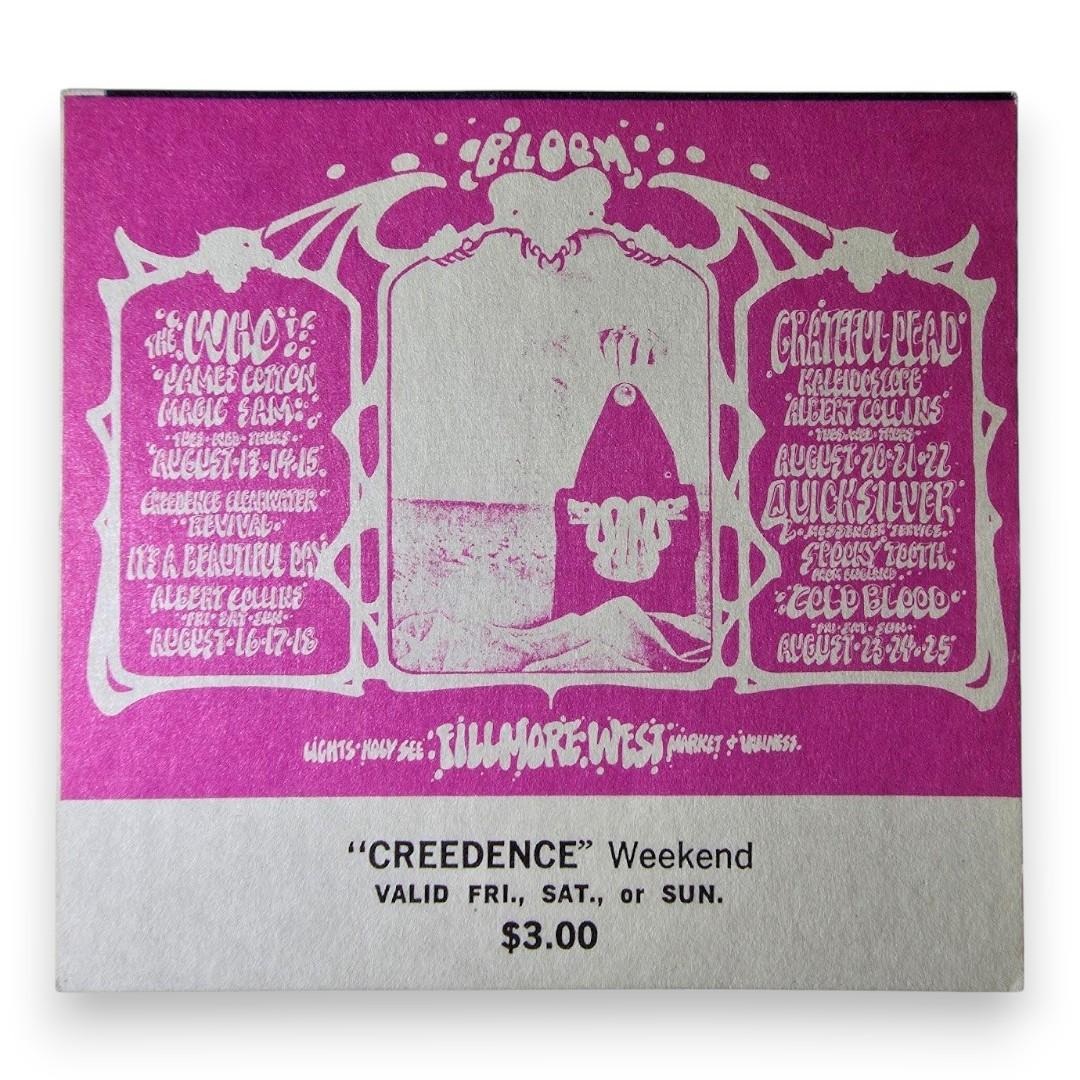 B. LOEM
THE WHO
JAMES COTTON
MAGIC SAM
TUES·WED·THURS·
AUGUST·13·14·15·
CREEDENCE CLEARWATER
REVIVAL·
IT'S A BEAUTIFUL DAY
ALBERT COLLINS
·FRI·SAT·SUN·
AUGUST·16·17·18
GRATEFUL·DEAD
KALEIDOSCOPE
ALBERT COLLINS
·TUES·WED·THURS·
AUGUST·20·21·22
QUICKSILVER
MESSENGER SERVICE·
SPOOKY TOOTH·
FROM ENGLAND
COLD BLOOD
FRI·SAT·SUN·
AUGUST·23·24·25
LIGHTS·HOLY SEE·FILLMORE·WEST·MARKET + VANNESS.
“CREEDENCE” Weekend
VALID FRI., SAT., or SUN.
$3.00